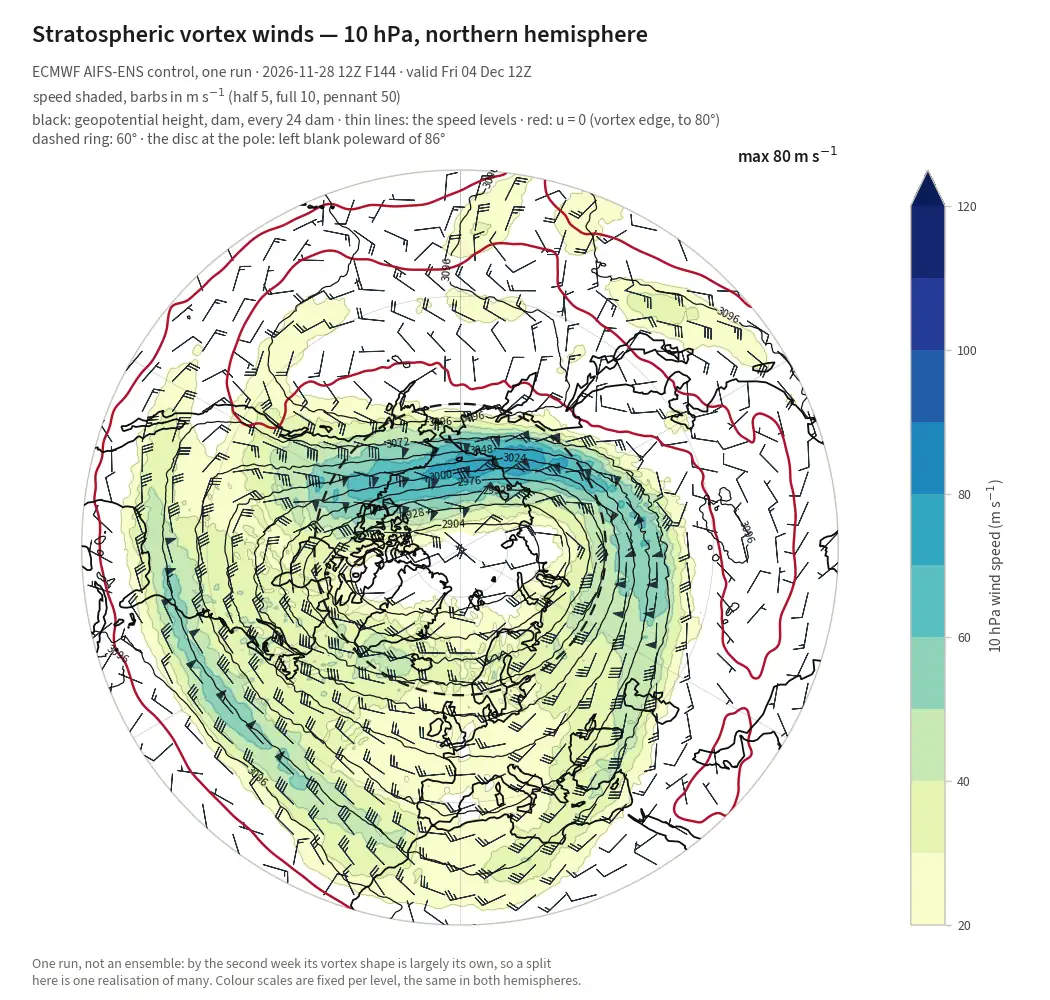 Stratospheric vortex winds — 10 hPa, northern hemisphere
ECMWF AIFS-ENS control, one run · 2026-11-28 12Z F144 · valid Fri 04 Dec 12Z
speed shaded, barbs in m s⁻¹ (half 5, full 10, pennant 50)
black: geopotential height, dam, every 24 dam · thin lines: the speed levels · red: u = 0 (vortex edge, to 80°)
dashed ring: 60° · the disc at the pole: left blank poleward of 86°
max 80 m s⁻¹
120
100
80
60
40
20
10 hPa wind speed (m s⁻¹)
3096
3096
3096
3072
3048
3024
3000
2976
2928
2904
3096
3096
One run, not an ensemble: by the second week its vortex shape is largely its own, so a split
here is one realisation of many. Colour scales are fixed per level, the same in both hemispheres.